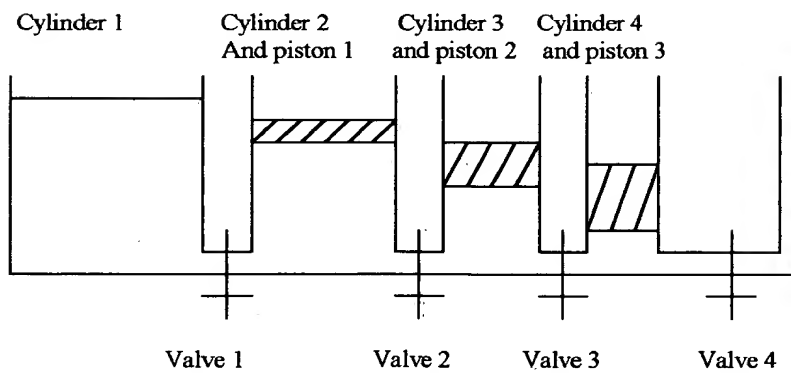 Cylinder 1
Cylinder 2
And piston 1
Cylinder 3
and piston 2
Cylinder 4
and piston 3
Valve 1
Valve 2
Valve 3
Valve 4